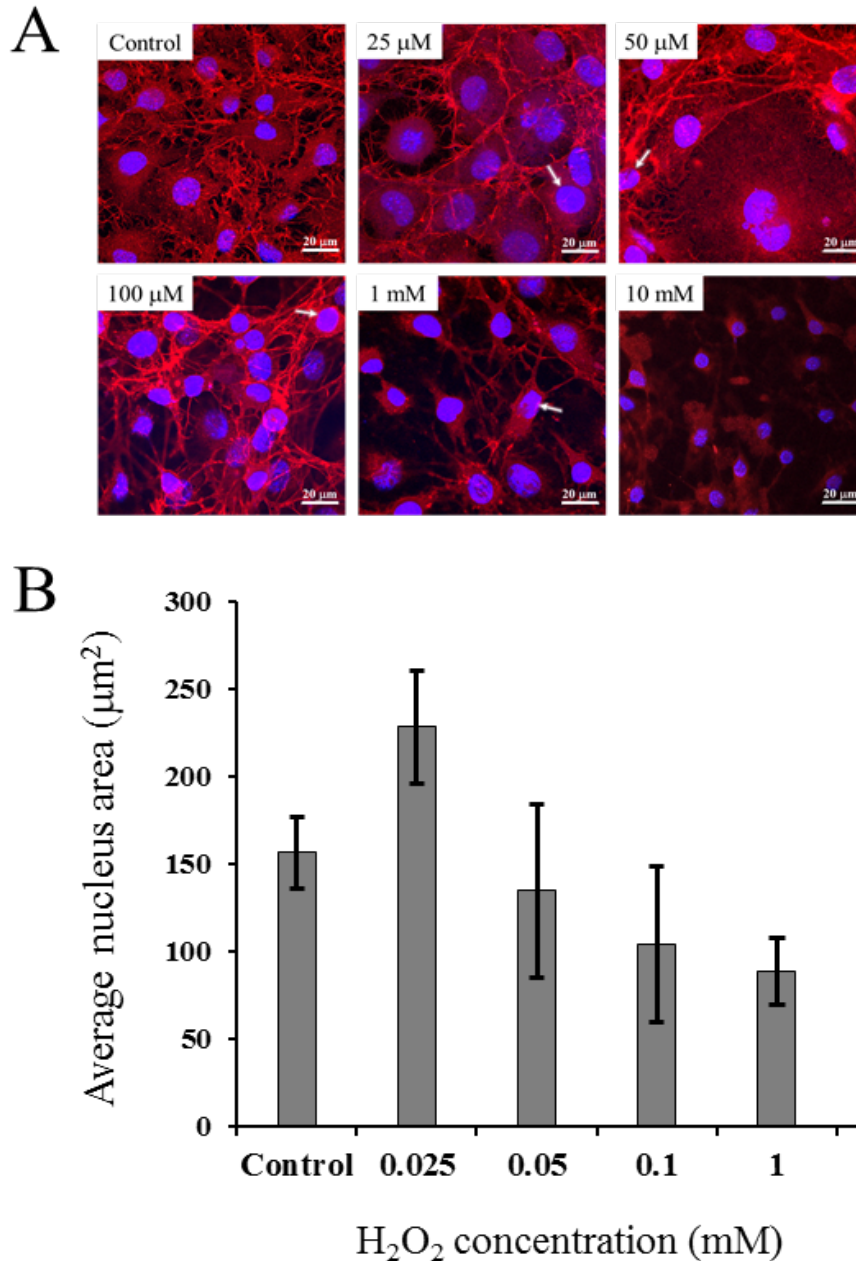 A
Control
25 μM
50 μM
20 μm
20 μm
20 μm
100 μM
1 mM
10 mM
20 μm
20 μm
20 μm
B
Average nucleus area (μm²)
300
250
200
150
100
50
0
Control 0.025 0.05 0.1 1
H₂O₂ concentration (mM)